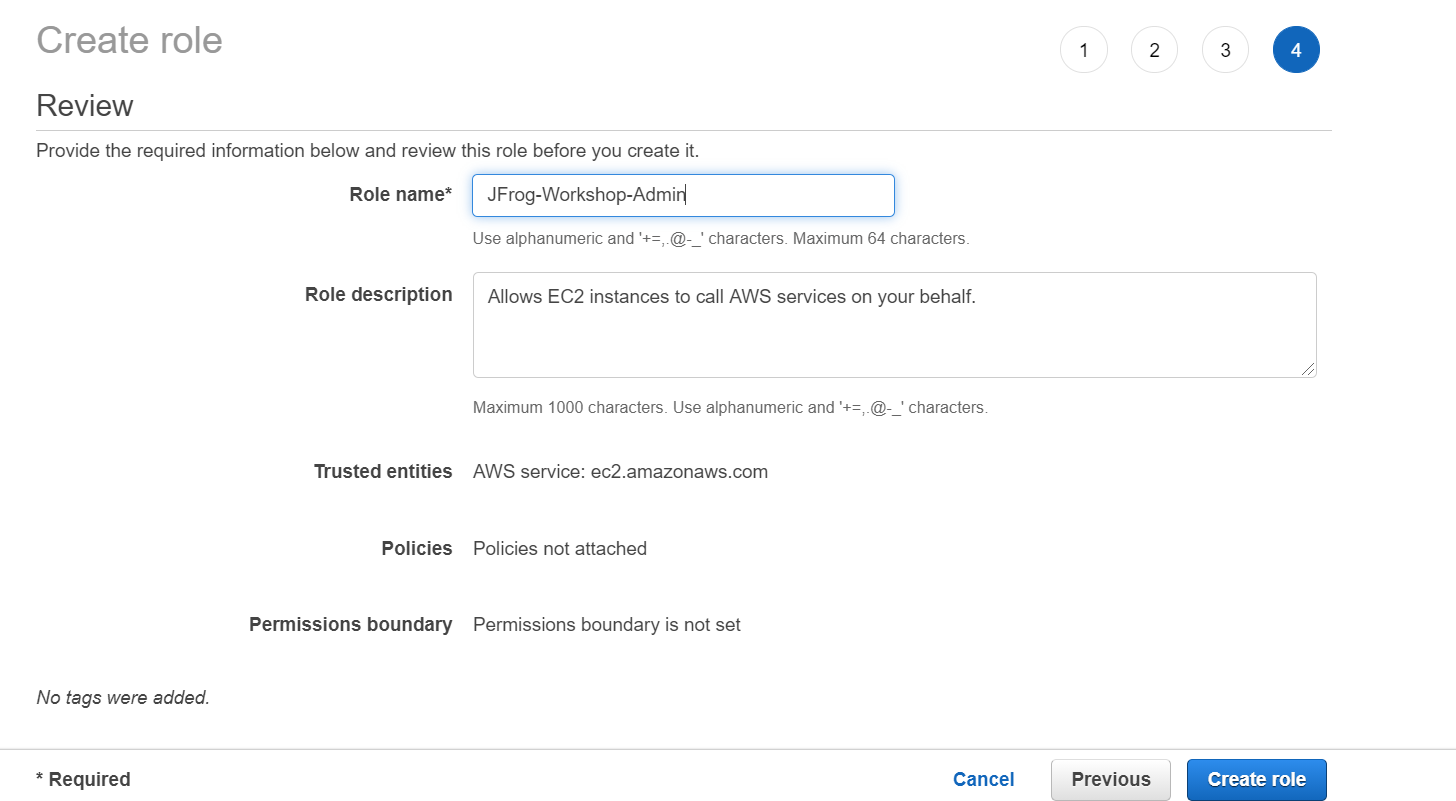 Create role
1 2 3 4
Review
Provide the required information below and review this role before you create it.
Role name* JFrog-Workshop-Admin
Use alphanumeric and '+=,.@-_' characters. Maximum 64 characters.
Role description Allows EC2 instances to call AWS services on your behalf.
Maximum 1000 characters. Use alphanumeric and '+=,.@-_' characters.
Trusted entities AWS service: ec2.amazonaws.com
Policies Policies not attached
Permissions boundary Permissions boundary is not set
No tags were added.
* Required Cancel Previous Create role